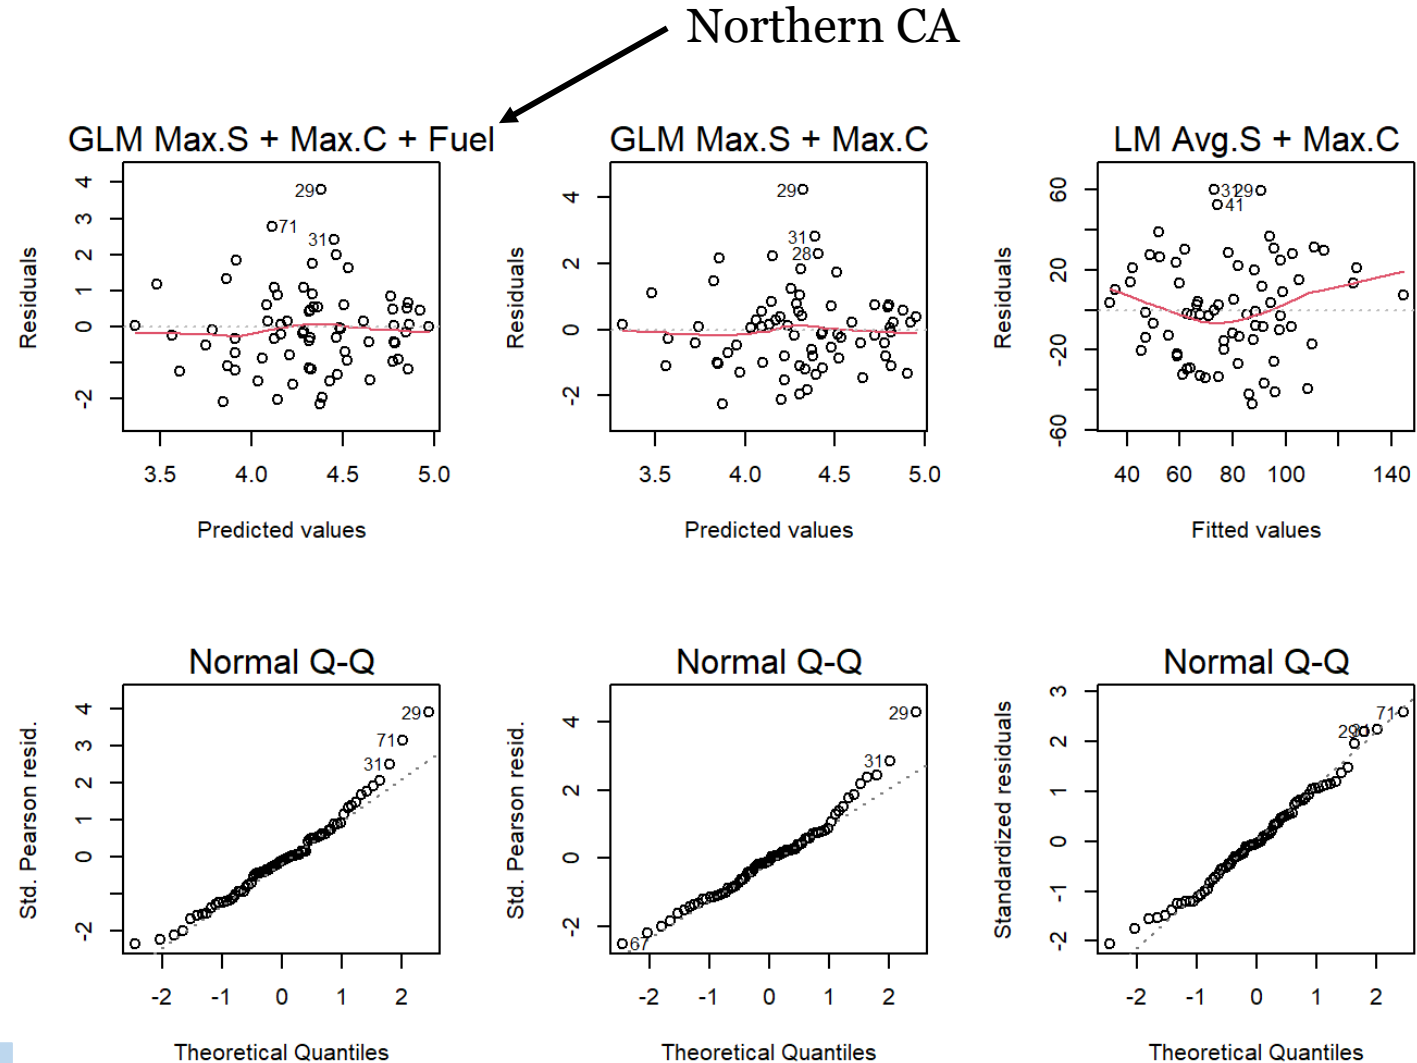 Northern CA
GLM Max.S + Max.C + Fuel
4
3
2
1
0
-2
29
71
31
Residuals
3.5 4.0 4.5 5.0
Predicted values
GLM Max.S + Max.C
4
2
0
-2
29
31
28
Residuals
3.5 4.0 4.5 5.0
Predicted values
LM Avg.S + Max.C
60
20
-20
-60
31
29
41
Residuals
40 60 80 100 140
Fitted values
Normal Q-Q
4
3
2
1
0
-2
29
71
31
Std. Pearson resid.
-2 -1 0 1 2
Theoretical Quantiles
Normal Q-Q
4
2
0
-2
29
31
67
Std. Pearson resid.
-2 -1 0 1 2
Theoretical Quantiles
Normal Q-Q
3
2
1
0
-1
-2
71
29
Standardized residuals
-2 -1 0 1 2
Theoretical Quantiles